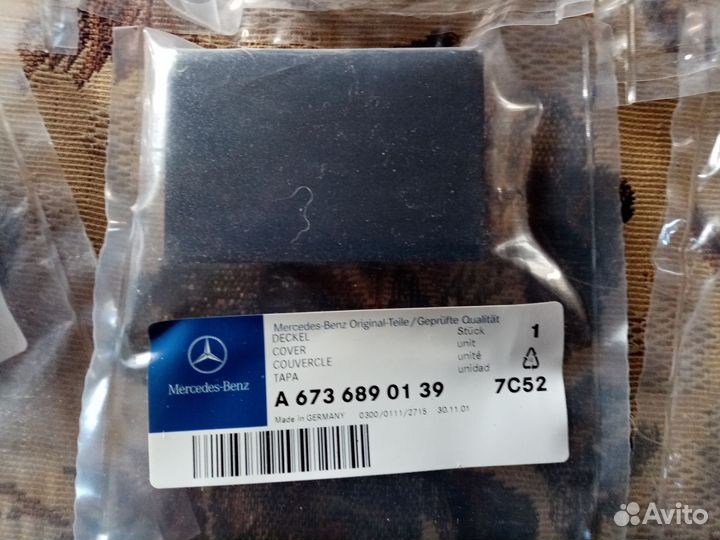 Mercedes-Benz Original-Teile/Geprüfte Qualität
DECKEL Stück 1
COVER unit
COUVERCLE unité
TAPA unidad
Mercedes-Benz
A 673 689 01 39 7C52
Made in GERMANY 0300/0111/2715 30.11.01
Avito